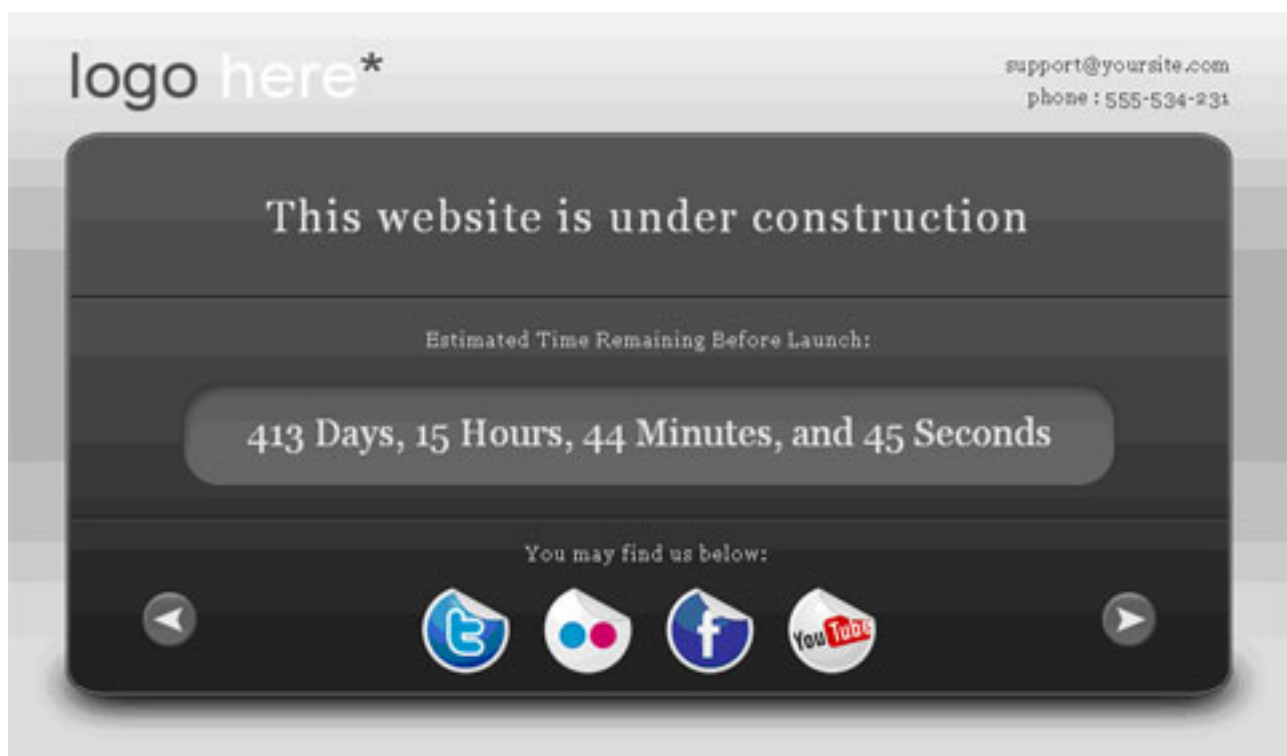 logo here*
support@yoursite.com
phone : 555-534-231
This website is under construction
Estimated Time Remaining Before Launch:
413 Days, 15 Hours, 44 Minutes, and 45 Seconds
You may find us below:
t
f
You Tube